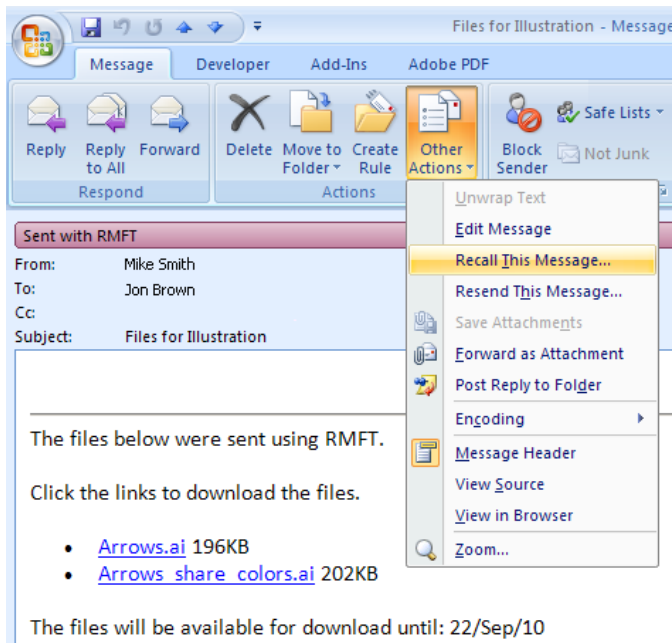 Files for Illustration - Message
Message Developer Add-Ins Adobe PDF
Reply Reply to All Forward
Respond
Delete Move to Folder Create Rule Other Actions
Actions
Block Sender Safe Lists Not Junk
Unwrap Text
Edit Message
Recall This Message...
Resend This Message...
Save Attachments
Forward as Attachment
Post Reply to Folder
Encoding
Message Header
View Source
View in Browser
Zoom...
Sent with RMFT
From: Mike Smith
To: Jon Brown
Cc:
Subject: Files for Illustration
The files below were sent using RMFT.
Click the links to download the files.
• Arrows.ai 196KB
• Arrows_share_colors.ai 202KB
The files will be available for download until: 22/Sep/10